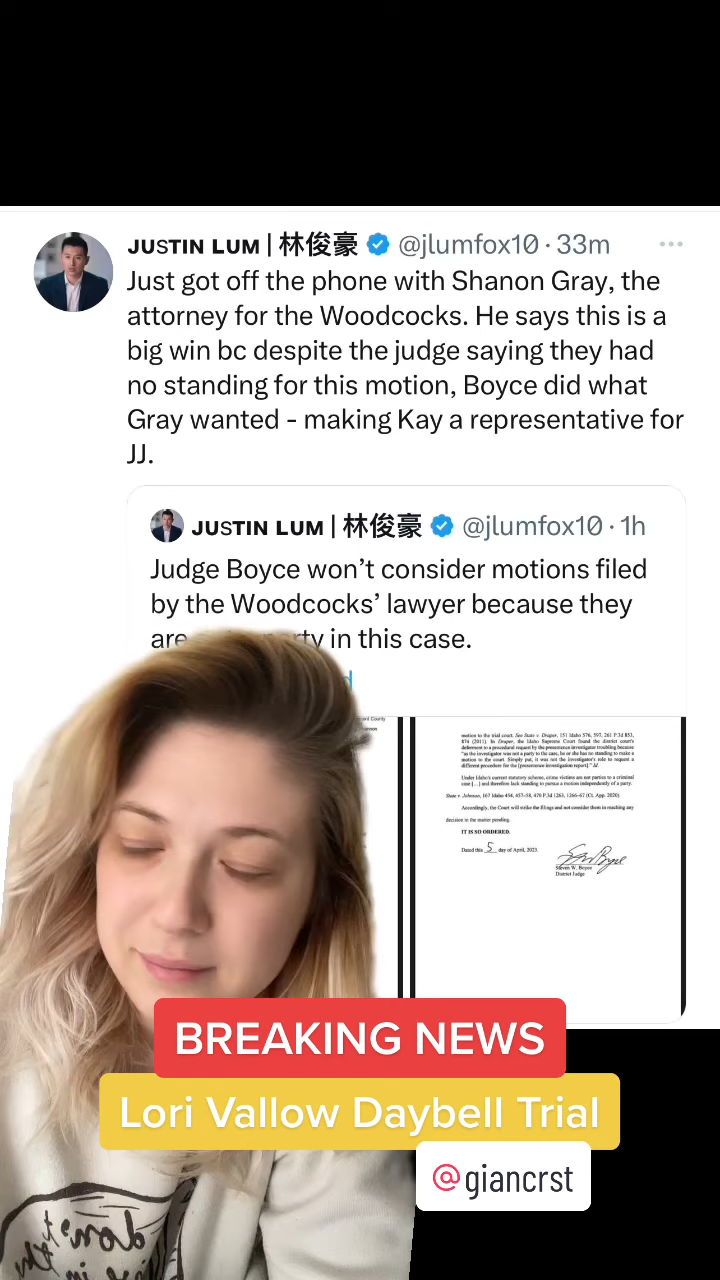 JUSTIN LUM | 林俊豪 @jlumfox10 · 33m
Just got off the phone with Shanon Gray, the
attorney for the Woodcocks. He says this is a
big win bc despite the judge saying they had
no standing for this motion, Boyce did what
Gray wanted - making Kay a representative for
JJ.
JUSTIN LUM | 林俊豪 @jlumfox10 · 1h
Judge Boyce won't consider motions filed
by the Woodcocks' lawyer because they
are party in this case.
motion to the trial court. See State v. Draper, 151 Idaho 576, 597, 261 P.3d 853,
874 (2011). In Draper, the Idaho Supreme Court found the district court's
deferment to a procedural request by the presentence investigator troubling because
"as the investigator was not a party to the case, he or she has no standing to make a
motion to the court. Simply put, it was not the investigator's role to request a
different procedure for the [presentence investigation report]." Id.
Under Idaho's current statutory scheme, crime victims are not parties to a criminal
case [...] and therefore lack standing to pursue a motion independently of a party.
State v. Johnson, 167 Idaho 454, 457-58, 470 P.3d 1263, 1266-67 (Ct. App. 2020).
Accordingly, the Court will strike the filings and not consider them in reaching any
decision in the matter pending.
IT IS SO ORDERED.
Dated this 5 day of April, 2023.
Steven W. Boyce
District Judge
BREAKING NEWS
Lori Vallow Daybell Trial
@giancrst
don't